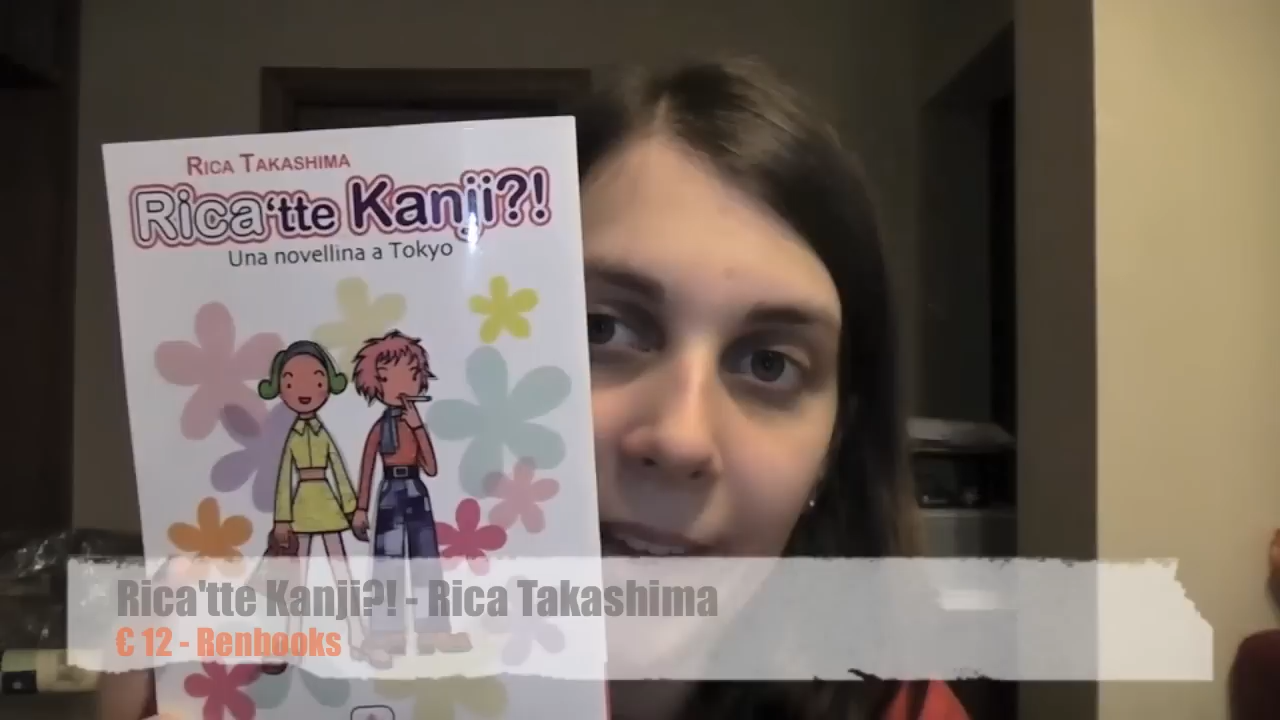 RICA TAKASHIMA
Rica'tte Kanji?!
Una novellina a Tokyo
Rica'tte Kanji?! - Rica Takashima
€ 12 - Renbooks